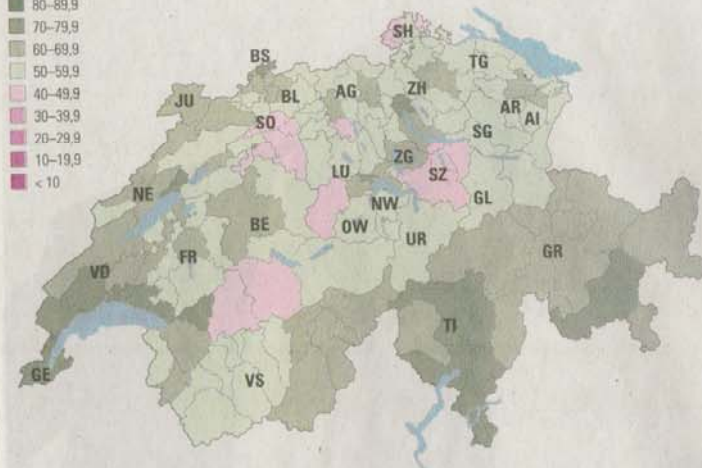 80–89,9
70–79,9
60–69,9
50–59,9
40–49,9
30–39,9
20–29,9
10–19,9
< 10
SH
BS
TG
JU
BL
AG
ZH
AR
AI
SO
SG
LU
ZG
SZ
NE
NW
GL
BE
OW
FR
UR
GR
VD
TI
GE
VS